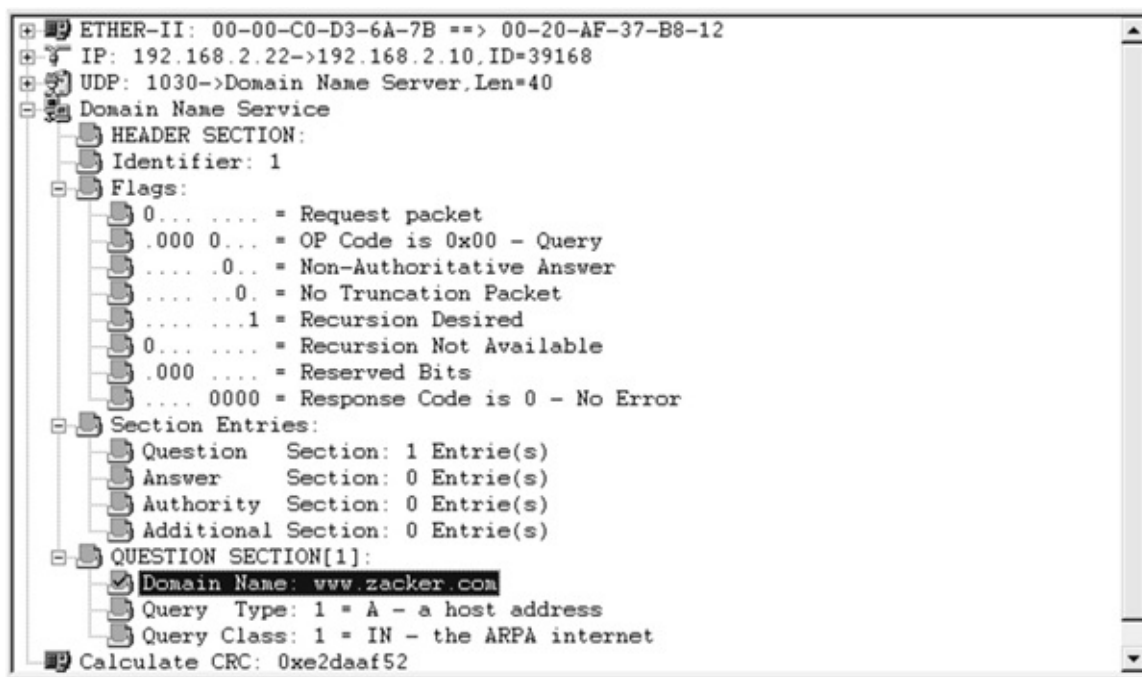 ETHER-II: 00-00-C0-D3-6A-7B ==> 00-20-AF-37-B8-12
IP: 192.168.2.22->192.168.2.10,ID=39168
UDP: 1030->Domain Name Server,Len=40
Domain Name Service
HEADER SECTION:
Identifier: 1
Flags:
0... .... = Request packet
.000 0... = OP Code is 0x00 - Query
.... .0.. = Non-Authoritative Answer
.... ..0. = No Truncation Packet
.... ...1 = Recursion Desired
0... .... = Recursion Not Available
.000 .... = Reserved Bits
.... 0000 = Response Code is 0 - No Error
Section Entries:
Question Section: 1 Entrie(s)
Answer Section: 0 Entrie(s)
Authority Section: 0 Entrie(s)
Additional Section: 0 Entrie(s)
QUESTION SECTION[1]:
Domain Name: www.zacker.com
Query Type: 1 = A - a host address
Query Class: 1 = IN - the ARPA internet
Calculate CRC: 0xe2daaf52